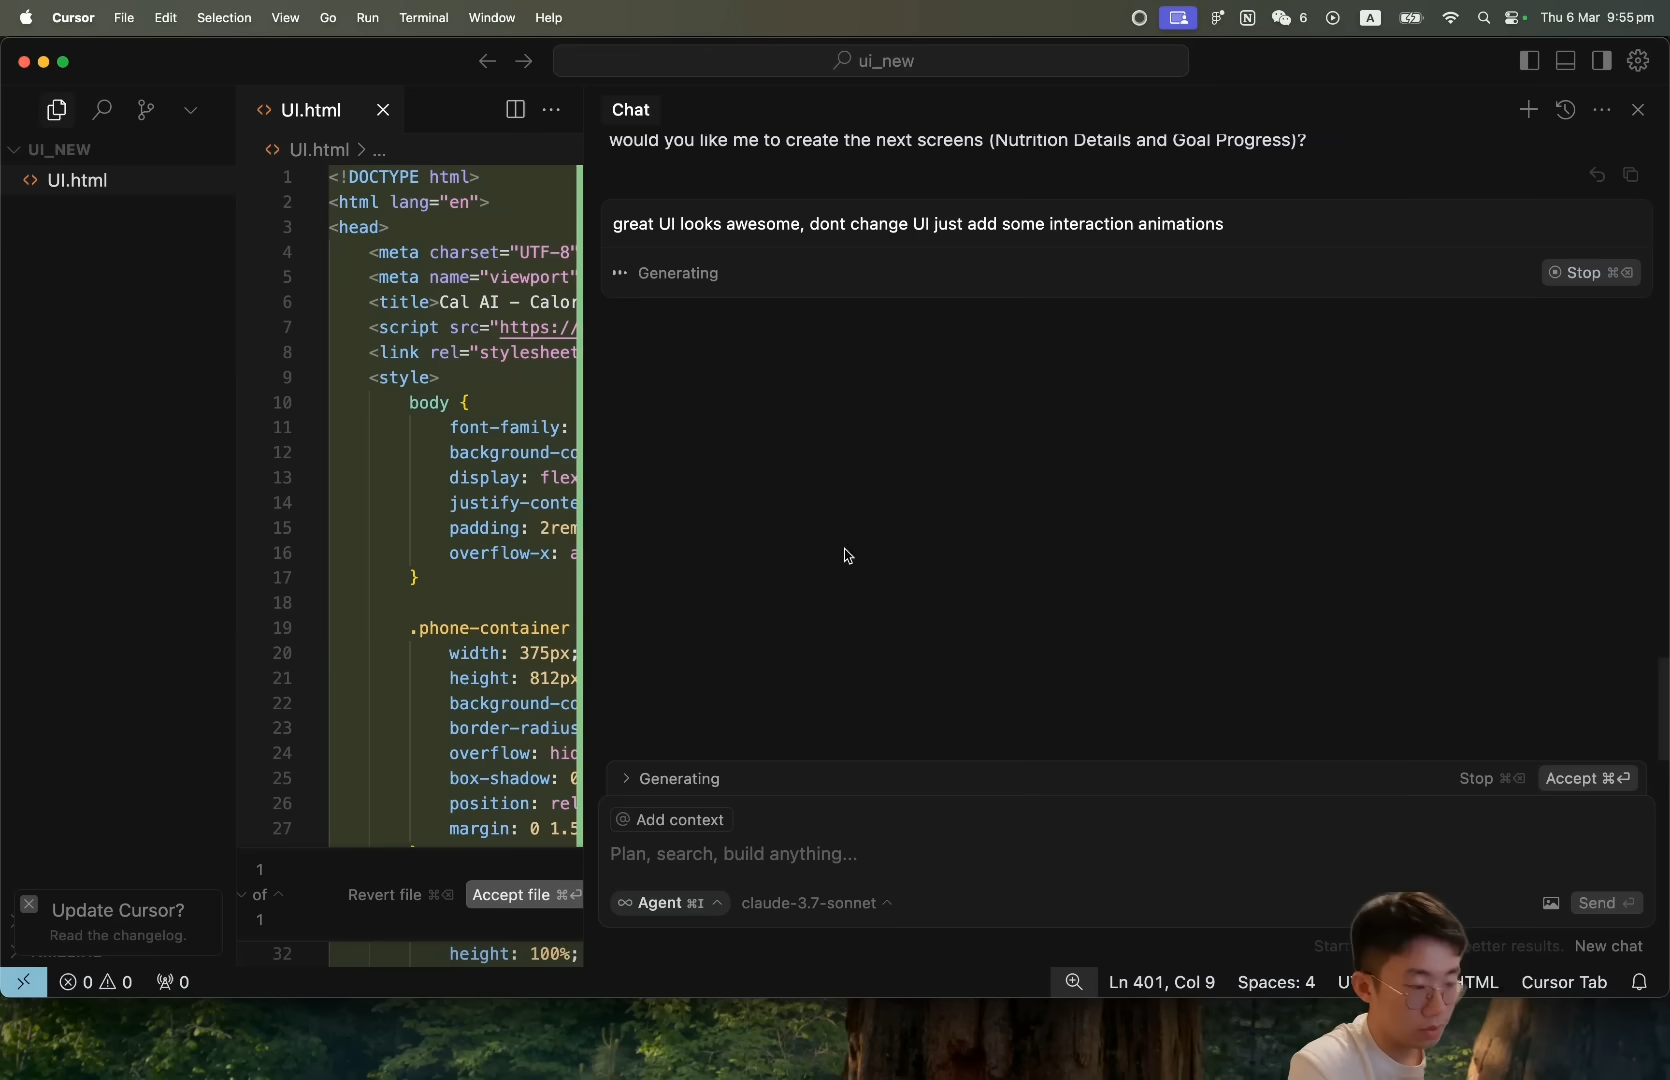 Cursor File Edit Selection View Go Run Terminal Window Help
6 A Thu 6 Mar 9:55 pm
ui_new
UI.html
Chat
UI_NEW
UI.html > ...
UI.html
would you like me to create the next screens (Nutrition Details and Goal Progress)?
great UI looks awesome, dont change UI just add some interaction animations
Generating
Stop ⌘⌫
1 <!DOCTYPE html>
2 <html lang="en">
3 <head>
4 <meta charset="UTF-8"
5 <meta name="viewport"
6 <title>Cal AI – Calor
7 <script src="https://
8 <link rel="stylesheet
9 <style>
10 body {
11 font-family:
12 background-co
13 display: flex
14 justify-conte
15 padding: 2rem
16 overflow-x: a
17 }
18
19 .phone-container
20 width: 375px;
21 height: 812px
22 background-co
23 border-radius
24 overflow: hid
25 box-shadow: 0
26 position: rel
27 margin: 0 1.5
1 of 1
Revert file ⌘⌫ Accept file ⌘⏎
32 height: 100%;
Generating
Stop ⌘⌫ Accept ⌘⏎
@ Add context
Plan, search, build anything...
∞ Agent ⌘I claude-3.7-sonnet
Send ⏎
Update Cursor?
Read the changelog.
results. New chat
0 0 0
Ln 401, Col 9 Spaces: 4 Cursor Tab